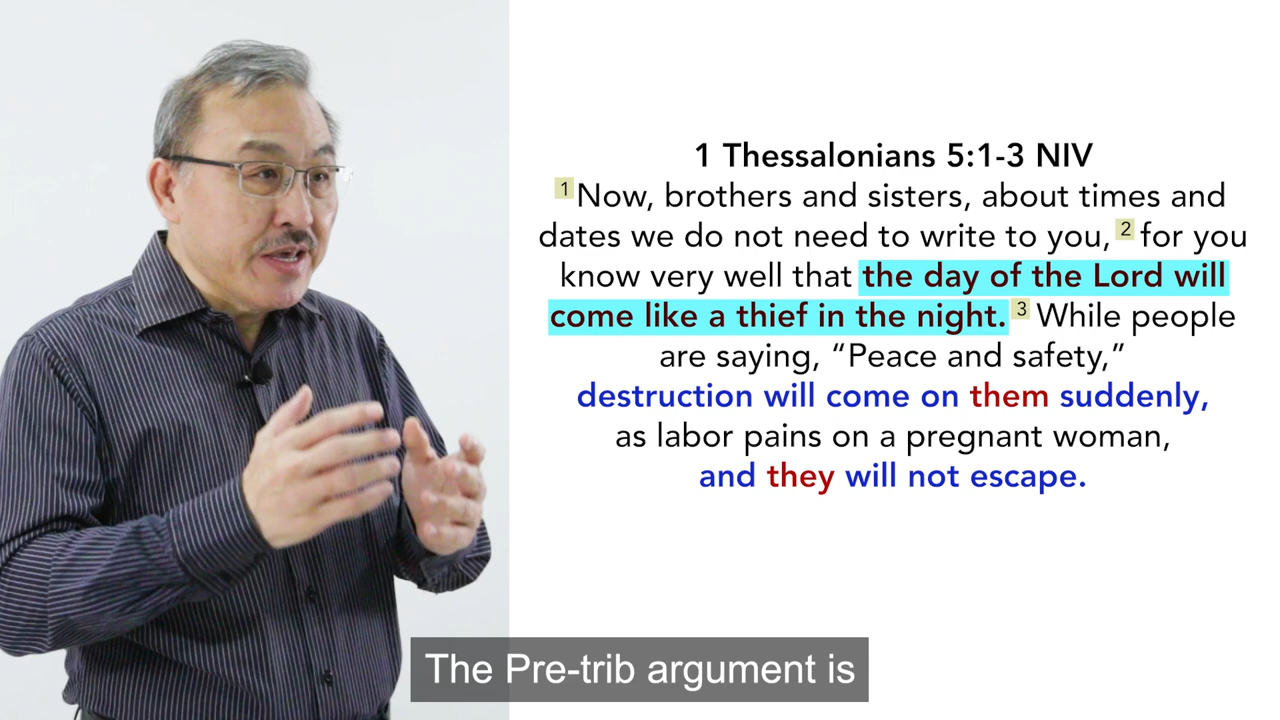 1 Thessalonians 5:1-3 NIV
1 Now, brothers and sisters, about times and
dates we do not need to write to you, 2 for you
know very well that the day of the Lord will
come like a thief in the night. 3 While people
are saying, “Peace and safety,”
destruction will come on them suddenly,
as labor pains on a pregnant woman,
and they will not escape.
The Pre-trib argument is